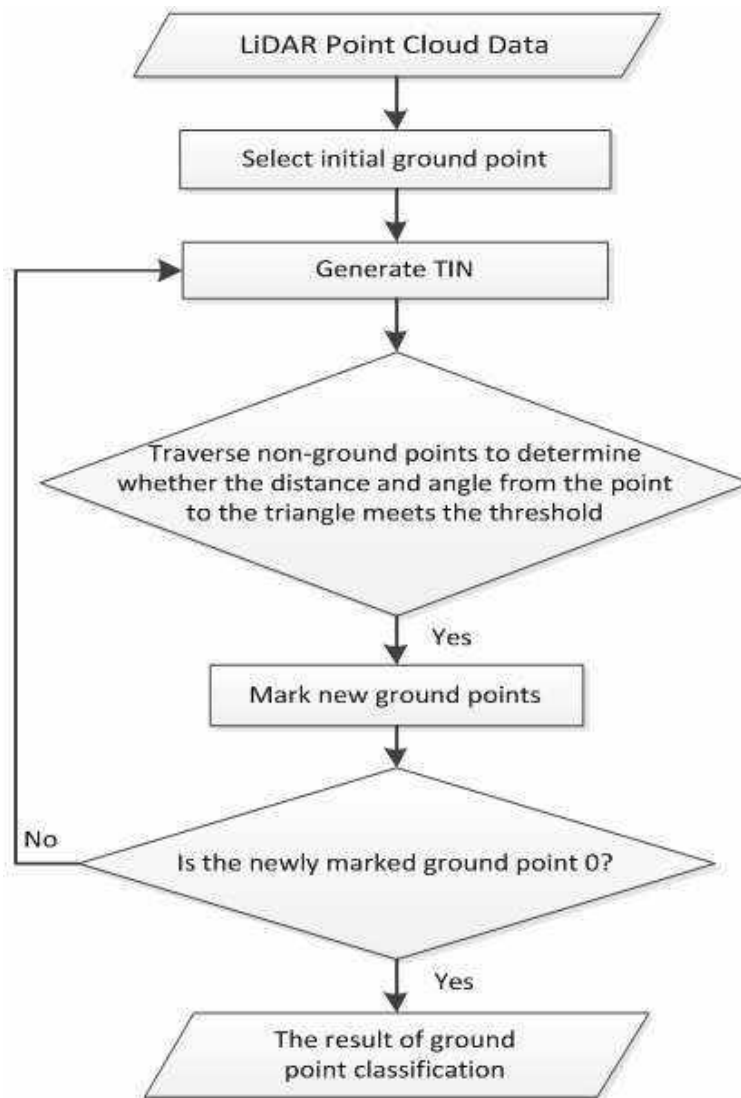 LiDAR Point Cloud Data
Select initial ground point
Generate TIN
Traverse non-ground points to determine
whether the distance and angle from the point
to the triangle meets the threshold
Yes
Mark new ground points
No
Is the newly marked ground point 0?
Yes
The result of ground
point classification